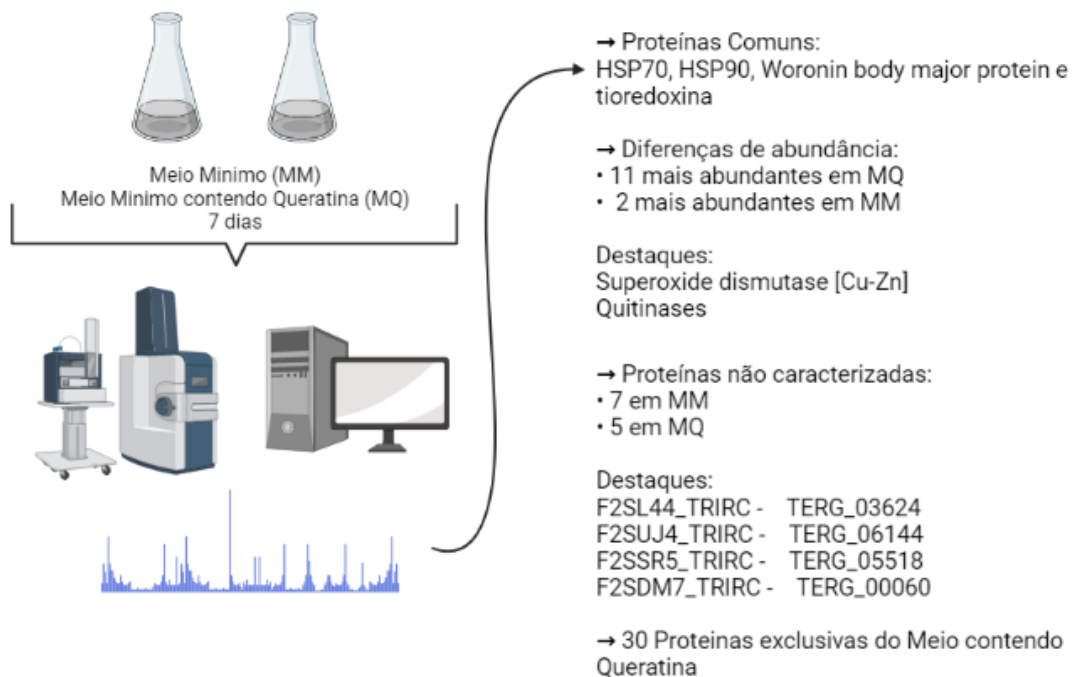 Meio Minimo (MM)
Meio Minimo contendo Queratina (MQ)
7 dias
→ Proteínas Comuns:
HSP70, HSP90, Woronin body major protein e
tioredoxina
→ Diferenças de abundância:
• 11 mais abundantes em MQ
• 2 mais abundantes em MM
Destaques:
Superoxide dismutase [Cu-Zn]
Quitinases
→ Proteínas não caracterizadas:
• 7 em MM
• 5 em MQ
Destaques:
F2SL44_TRIRC - TERG_03624
F2SUJ4_TRIRC - TERG_06144
F2SSR5_TRIRC - TERG_05518
F2SDM7_TRIRC - TERG_00060
→ 30 Proteinas exclusivas do Meio contendo
Queratina